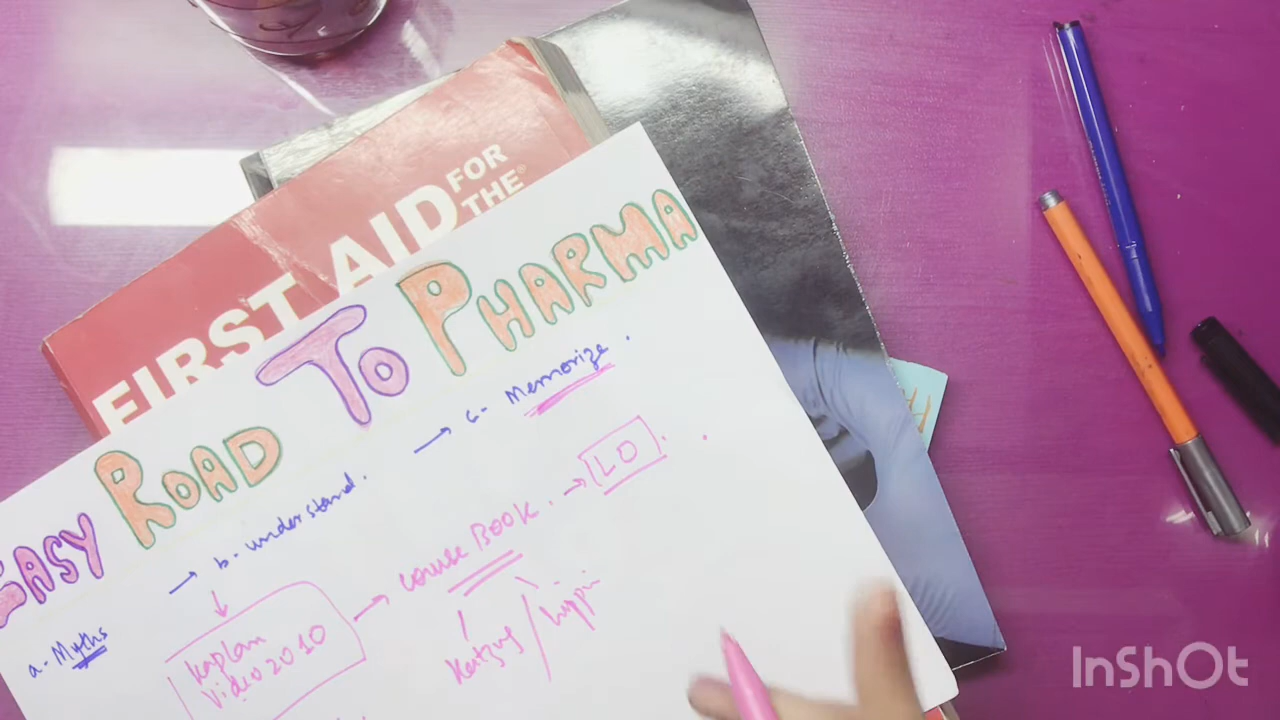 FIRST AID FOR THE®
EASY ROAD TO PHARMA
a- Myths
→ b- understand.
→ c- Memorize.
Kaplan
Video 2010
→ course BOOK. → LO
Katzung / Lippin
InShOt